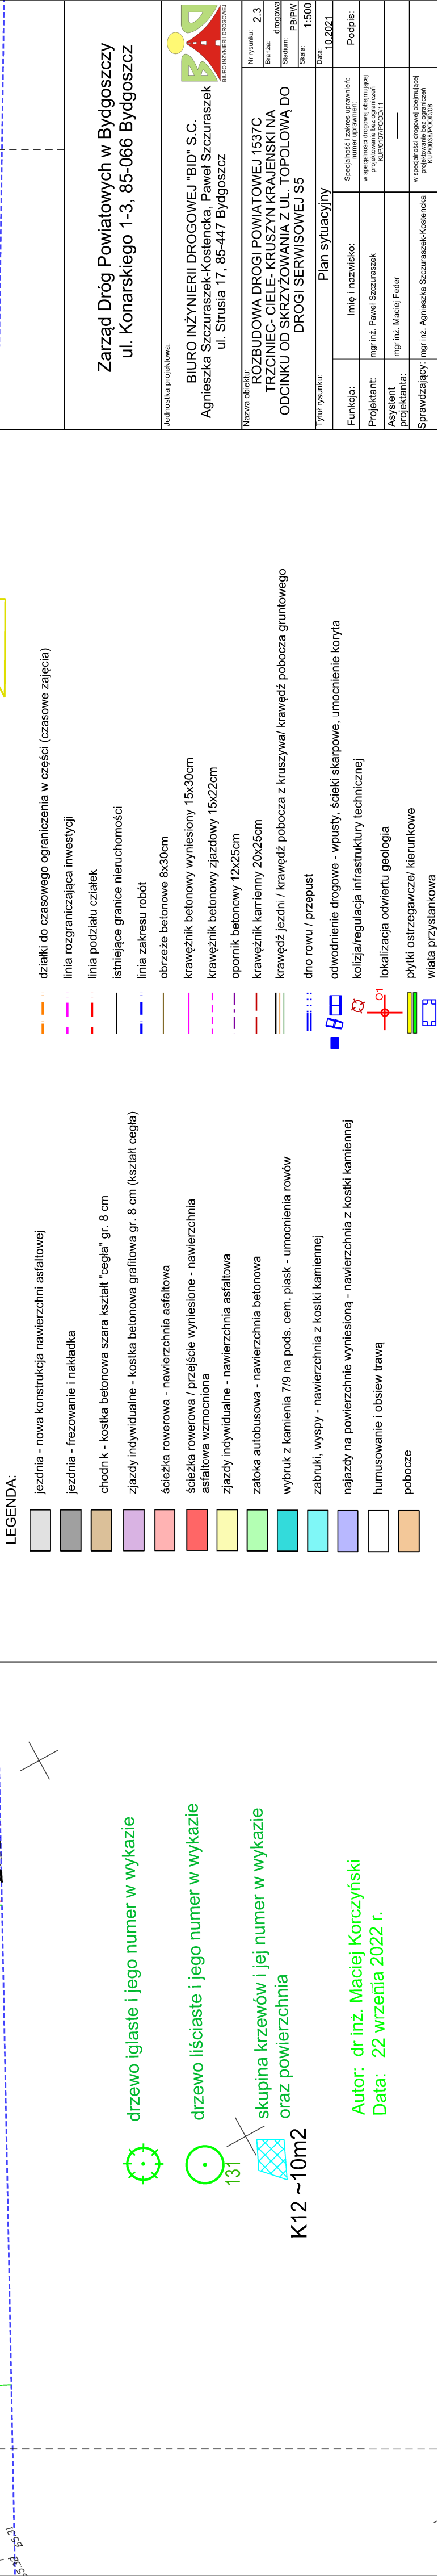 Zarząd Dróg Powiatowych w Bydgoszczy
ul. Konarskiego 1-3, 85-066 Bydgoszcz
Jednostka projektowa:
BIURO INŻYNIERII DROGOWEJ "BID" S.C.
Agnieszka Szczuraszek-Kostencka, Paweł Szczuraszek
ul. Strusia 17, 85-447 Bydgoszcz
BIURO INŻYNIERII DROGOWEJ
Nazwa obiektu:
ROZBUDOWA DROGI POWIATOWEJ 1537C
TRZCINIEC- CIELE- KRUSZYN KRAJEŃSKI NA
ODCINKU OD SKRZYŻOWANIA Z UL. TOPOLOWĄ DO
DROGI SERWISOWEJ S5
Nr rysunku: 2.3
Branża: drogowa
Stadium: PB/PW
Skala: 1:500
Tytuł rysunku: Plan sytuacyjny
Data: 10.2021
Funkcja: Imię i nazwisko: Specjalność i zakres uprawnień: numer uprawnień: Podpis:
Projektant: mgr inż. Paweł Szczuraszek
w specjalności drogowej obejmującej
projektowanie bez ograniczeń
KUP/0107/POOD/11
Asystent projektanta: mgr inż. Maciej Feder
Sprawdzający: mgr inż. Agnieszka Szczuraszek-Kostencka
w specjalności drogowej obejmującej
projektowanie bez ograniczeń
KUP/0038/POOD/08
LEGENDA:
jezdnia - nowa konstrukcja nawierzchni asfaltowej
jezdnia - frezowanie i nakładka
chodnik - kostka betonowa szara kształt "cegła" gr. 8 cm
zjazdy indywidualne - kostka betonowa grafitowa gr. 8 cm (kształt cegła)
ścieżka rowerowa - nawierzchnia asfaltowa
ścieżka rowerowa / przejście wyniesione - nawierzchnia
asfaltowa wzmocniona
zjazdy indywidualne - nawierzchnia asfaltowa
zatoka autobusowa - nawierzchnia betonowa
wybruk z kamienia 7/9 na pods. cem. piask - umocnienia rowów
zabruki, wyspy - nawierzchnia z kostki kamiennej
najazdy na powierzchnie wyniesioną - nawierzchnia z kostki kamiennej
humusowanie i obsiew trawą
pobocze
działki do czasowego ograniczenia w części (czasowe zajęcia)
linia rozgraniczająca inwestycji
linia podziału działek
istniejące granice nieruchomości
linia zakresu robót
obrzeże betonowe 8x30cm
krawężnik betonowy wyniesiony 15x30cm
krawężnik betonowy zjazdowy 15x22cm
opornik betonowy 12x25cm
krawężnik kamienny 20x25cm
krawędź jezdni / krawędź pobocza z kruszywa/ krawędź pobocza gruntowego
dno rowu / przepust
odwodnienie drogowe - wpusty, ścieki skarpowe, umocnienie koryta
kolizja/regulacja infrastruktury technicznej
O1
lokalizacja odwiertu geologia
płytki ostrzegawcze/ kierunkowe
wiata przystankowa
drzewo iglaste i jego numer w wykazie
drzewo liściaste i jego numer w wykazie
131
skupina krzewów i jej numer w wykazie
oraz powierzchnia
K12 ~10m2
Autor: dr inż. Maciej Korczyński
Data: 22 wrzenia 2022 r.